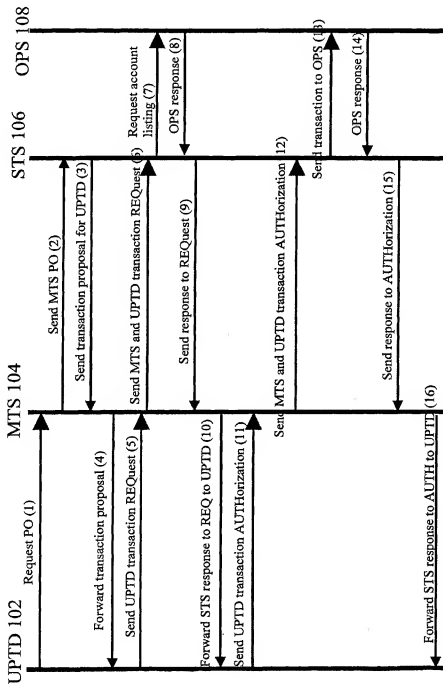 UPTD 102
MTS 104
STS 106
OPS 108
Request PO (1)
Send MTS PO (2)
Send transaction proposal for UPTD (3)
Forward transaction proposal (4)
Send UPTD transaction REQuest (5)
Send MTS and UPTD transaction REQuest (6)
Request account
listing (7)
OPS response (8)
Send response to REQuest (9)
Forward STS response to REQ to UPTD (10)
Send UPTD transaction AUTHorization (11)
Send MTS and UPTD transaction AUTHorization (12)
Send transaction to OPS (13)
OPS response (14)
Send response to AUTHorization (15)
Forward STS response to AUTH to UPTD (16)